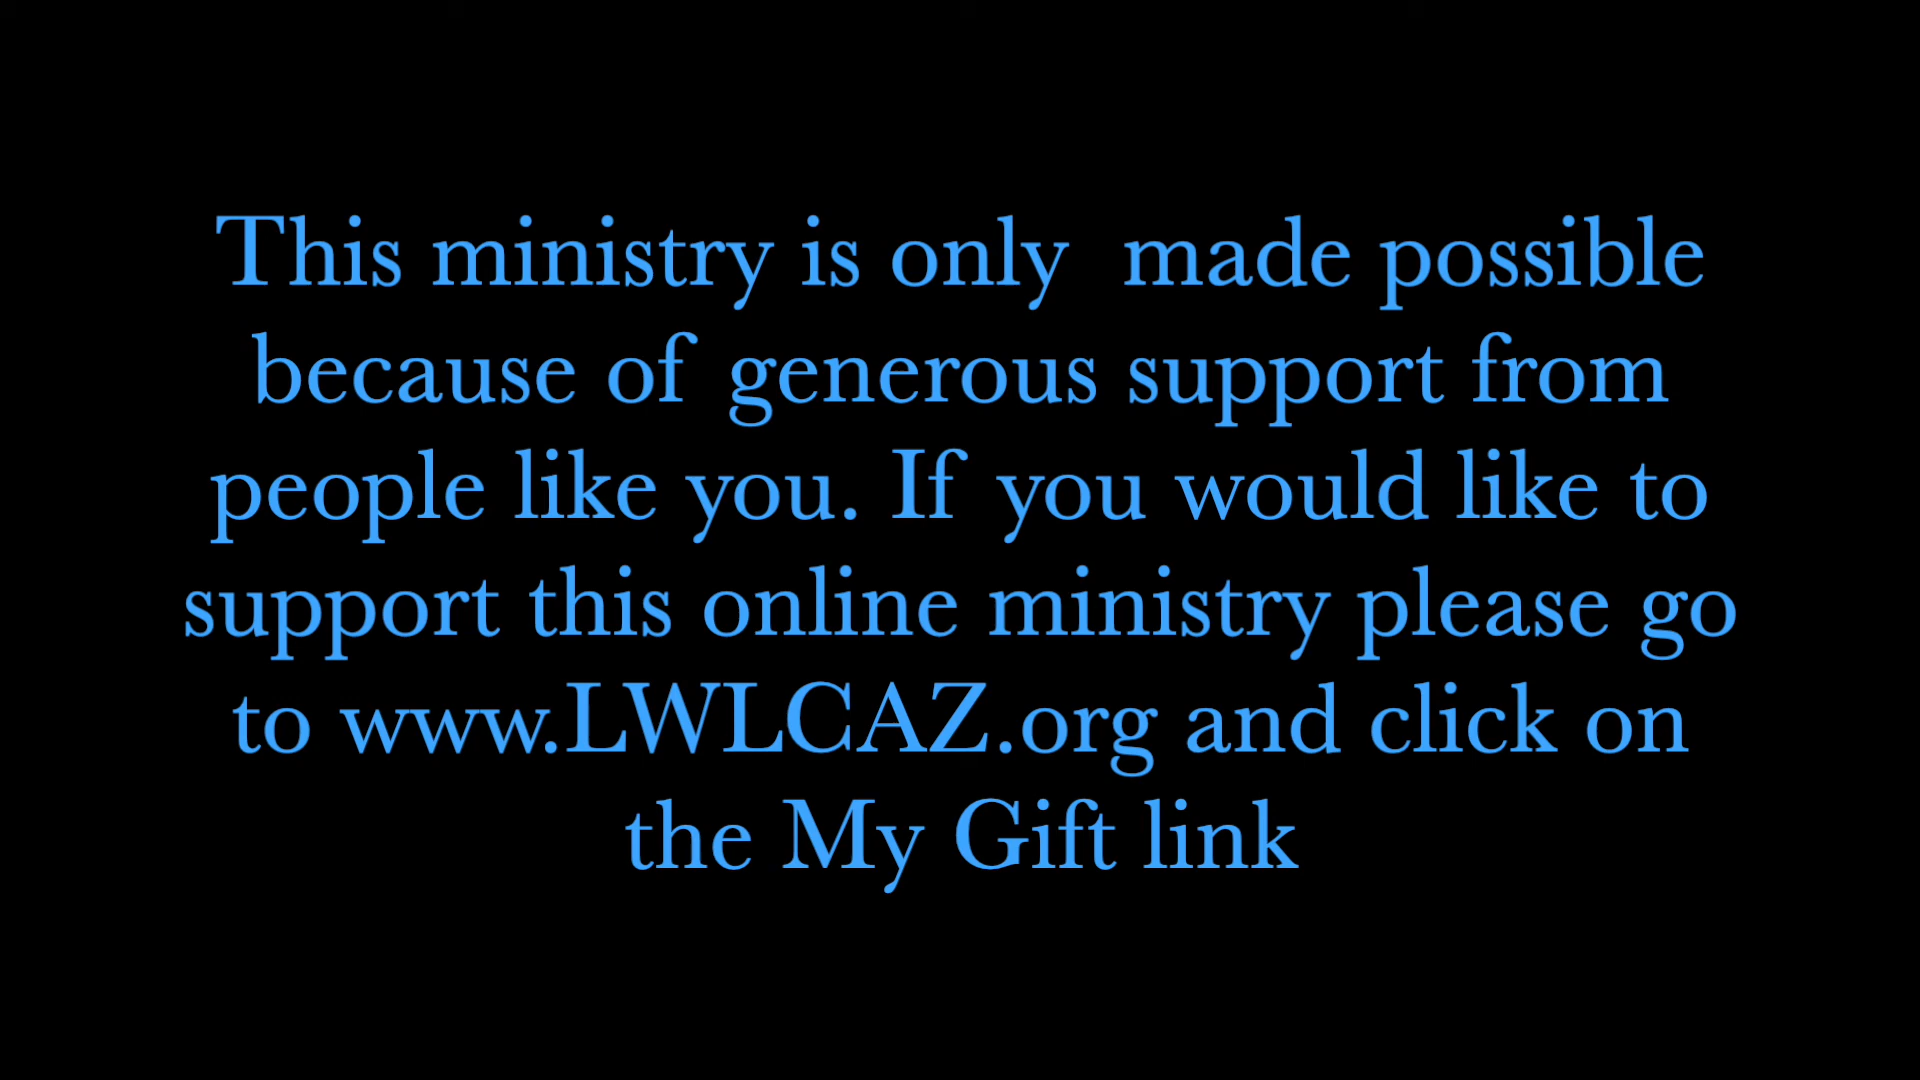 This ministry is only  made possible
because of generous support from
people like you. If you would like to
support this online ministry please go
to www.LWLCAZ.org and click on
the My Gift link